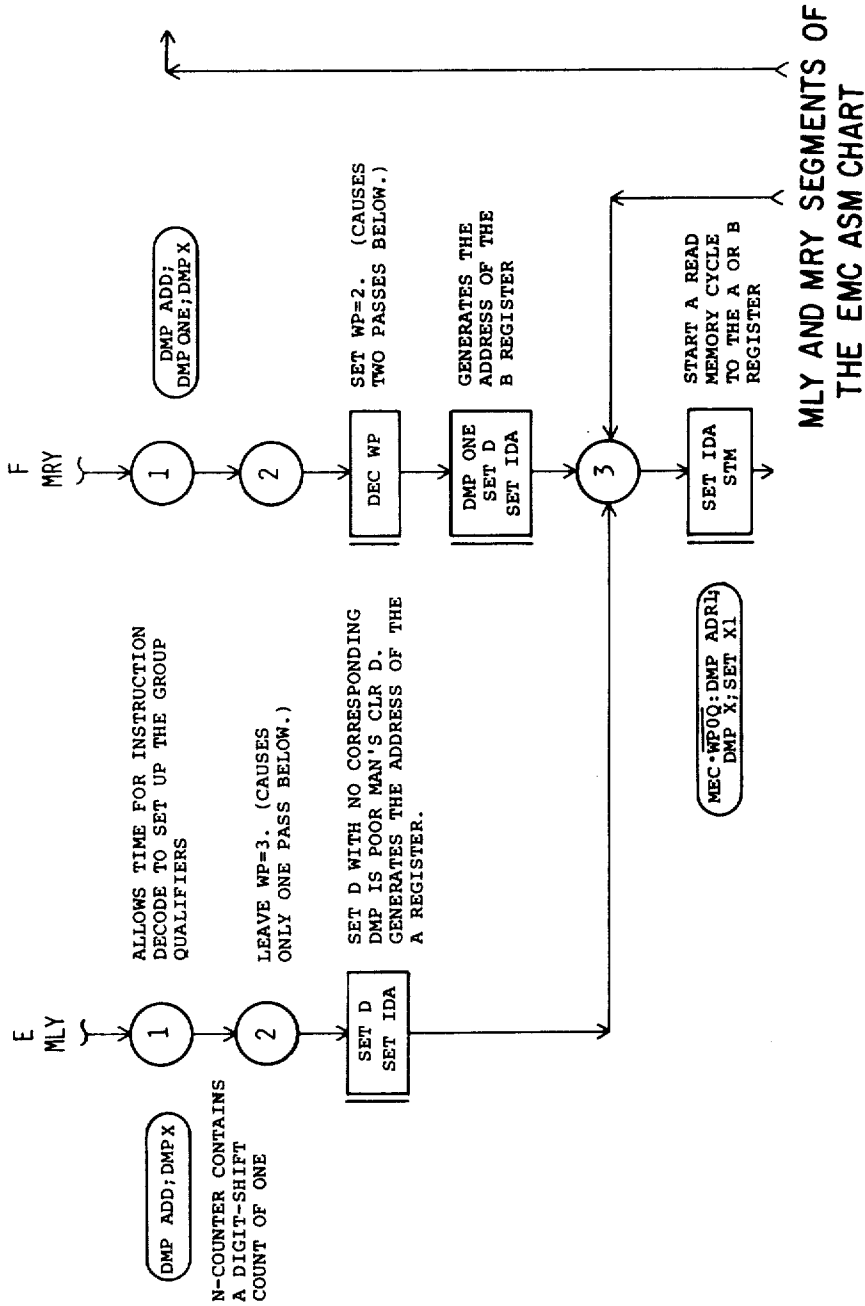 E
MLY
1
DMP ADD; DMPX
ALLOWS TIME FOR INSTRUCTION
DECODE TO SET UP THE GROUP
QUALIFIERS
N-COUNTER CONTAINS
A DIGIT-SHIFT
COUNT OF ONE
2
LEAVE WP=3. (CAUSES
ONLY ONE PASS BELOW.)
SET D
SET IDA
SET D WITH NO CORRESPONDING
DMP IS POOR MAN'S CLR D.
GENERATES THE ADDRESS OF THE
A REGISTER.
F
MRY
1
DMP ADD;
DMP ONE; DMPX
2
DEC WP
SET WP=2. (CAUSES
TWO PASSES BELOW.)
DMP ONE
SET D
SET IDA
GENERATES THE
ADDRESS OF THE
B REGISTER
3
MEC•WP0Q: DMP ADR1;
DMP X; SET X1
SET IDA
STM
START A READ
MEMORY CYCLE
TO THE A OR B
REGISTER
MLY AND MRY SEGMENTS OF
THE EMC ASM CHART